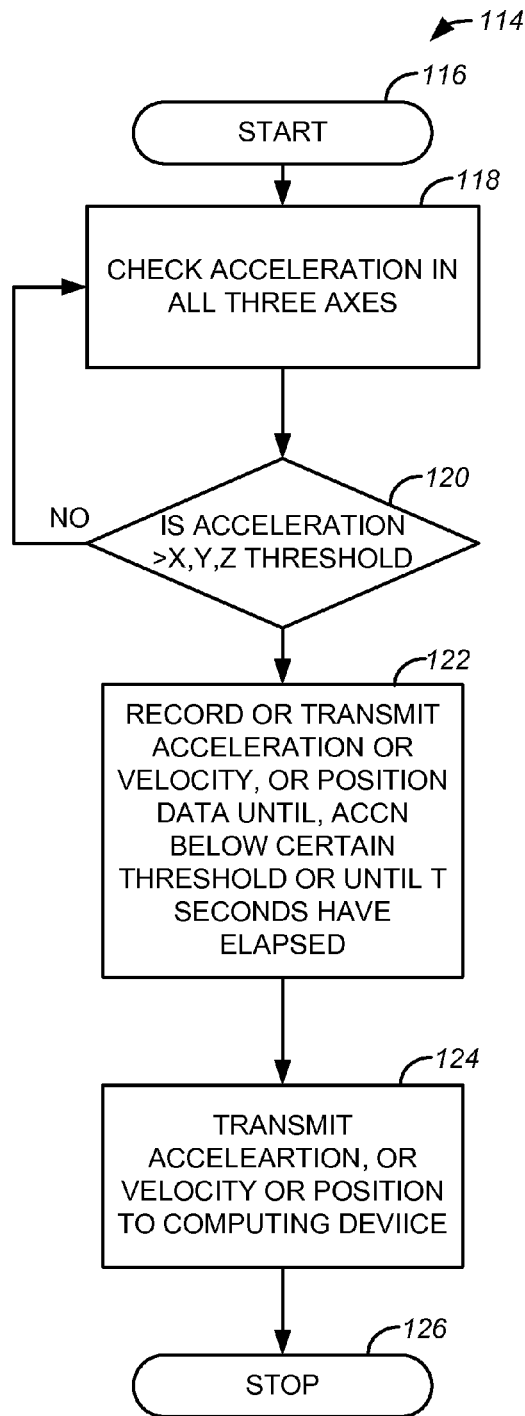 114
116
START
118
CHECK ACCELERATION IN
ALL THREE AXES
120
NO
IS ACCELERATION
>X,Y,Z THRESHOLD
122
RECORD OR TRANSMIT
ACCELERATION OR
VELOCITY, OR POSITION
DATA UNTIL, ACCN
BELOW CERTAIN
THRESHOLD OR UNTIL T
SECONDS HAVE
ELAPSED
124
TRANSMIT
ACCELEARTION, OR
VELOCITY OR POSITION
TO COMPUTING DEVIICE
126
STOP